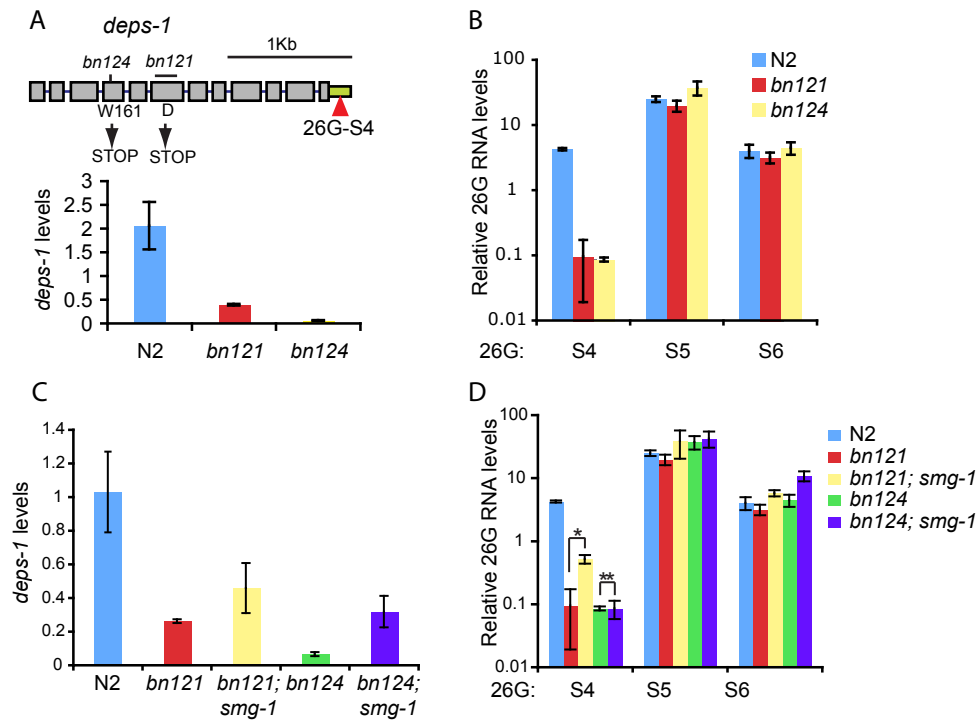 A
deps-1
bn124
bn121
1Kb
W161
D
STOP
STOP
26G-S4
deps-1 levels
3
2.5
2
1.5
1
0.5
0
N2
bn121
bn124
B
Relative 26G RNA levels
100
10
1
0.1
0.01
26G:
S4
S5
S6
N2
bn121
bn124
C
deps-1 levels
1.4
1.2
1
0.8
0.6
0.4
0.2
0
N2
bn121
bn121;
smg-1
bn124
bn124;
smg-1
D
Relative 26G RNA levels
100
10
1
0.1
0.01
*
**
26G:
S4
S5
S6
N2
bn121
bn121; smg-1
bn124
bn124; smg-1